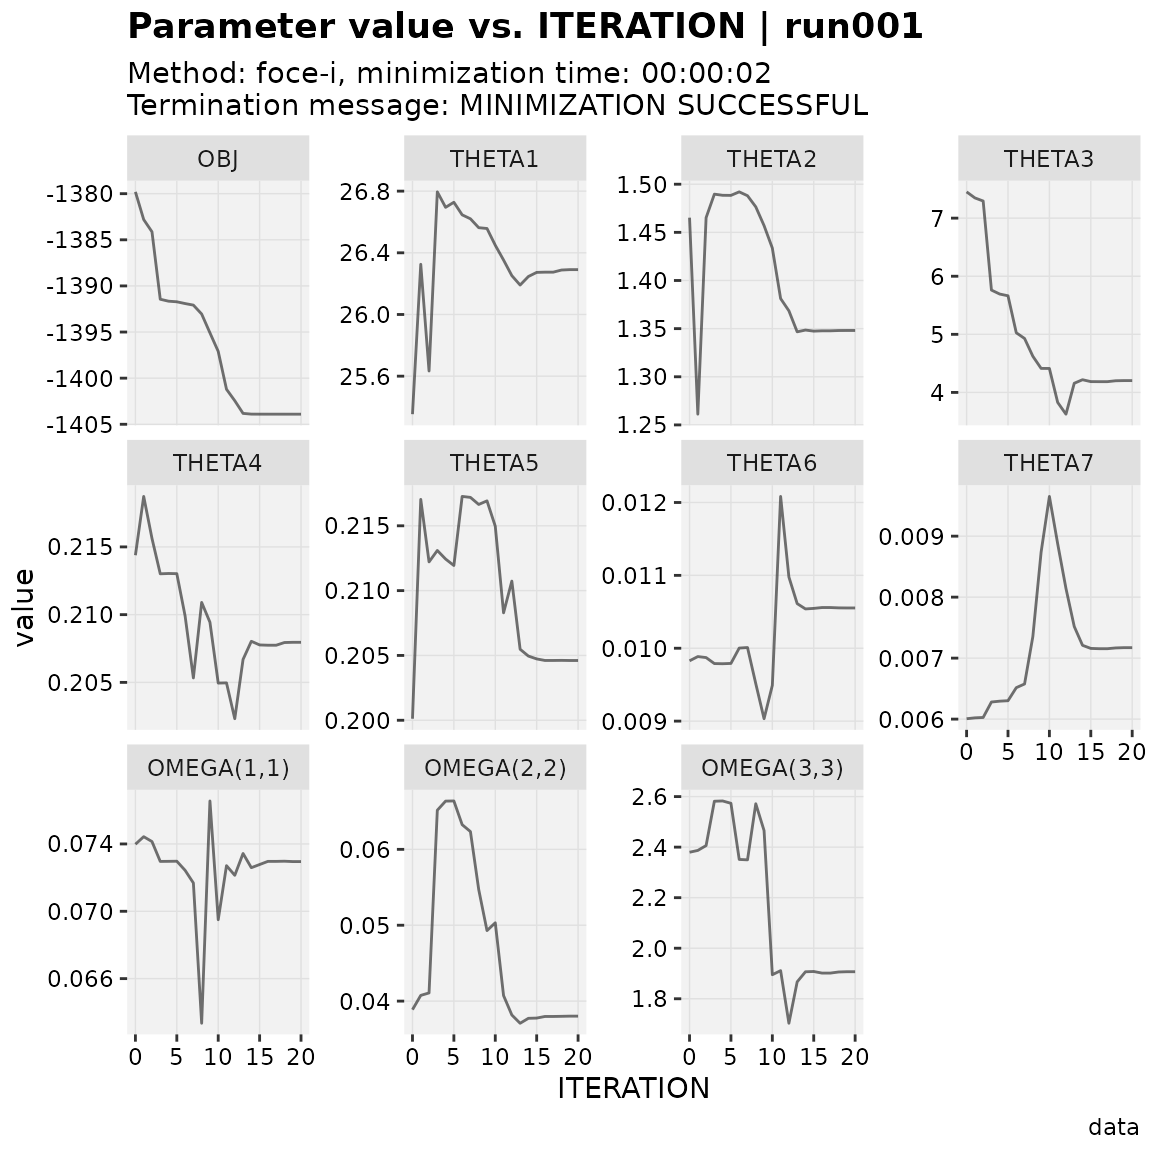 Parameter value vs. ITERATION | run001
Method: foce-i, minimization time: 00:00:02
Termination message: MINIMIZATION SUCCESSFUL
OBJ
THETA1
THETA2
THETA3
-1380
-1385
-1390
-1395
-1400
-1405
26.8
26.4
26.0
25.6
1.50
1.45
1.40
1.35
1.30
1.25
7
6
5
4
THETA4
THETA5
THETA6
THETA7
0.215
0.210
0.205
0.215
0.210
0.205
0.200
0.012
0.011
0.010
0.009
0.009
0.008
0.007
0.006
0 5 10 15 20
value
OMEGA(1,1)
OMEGA(2,2)
OMEGA(3,3)
0.074
0.070
0.066
0.06
0.05
0.04
2.6
2.4
2.2
2.0
1.8
0 5 10 15 20
0 5 10 15 20
0 5 10 15 20
ITERATION
data